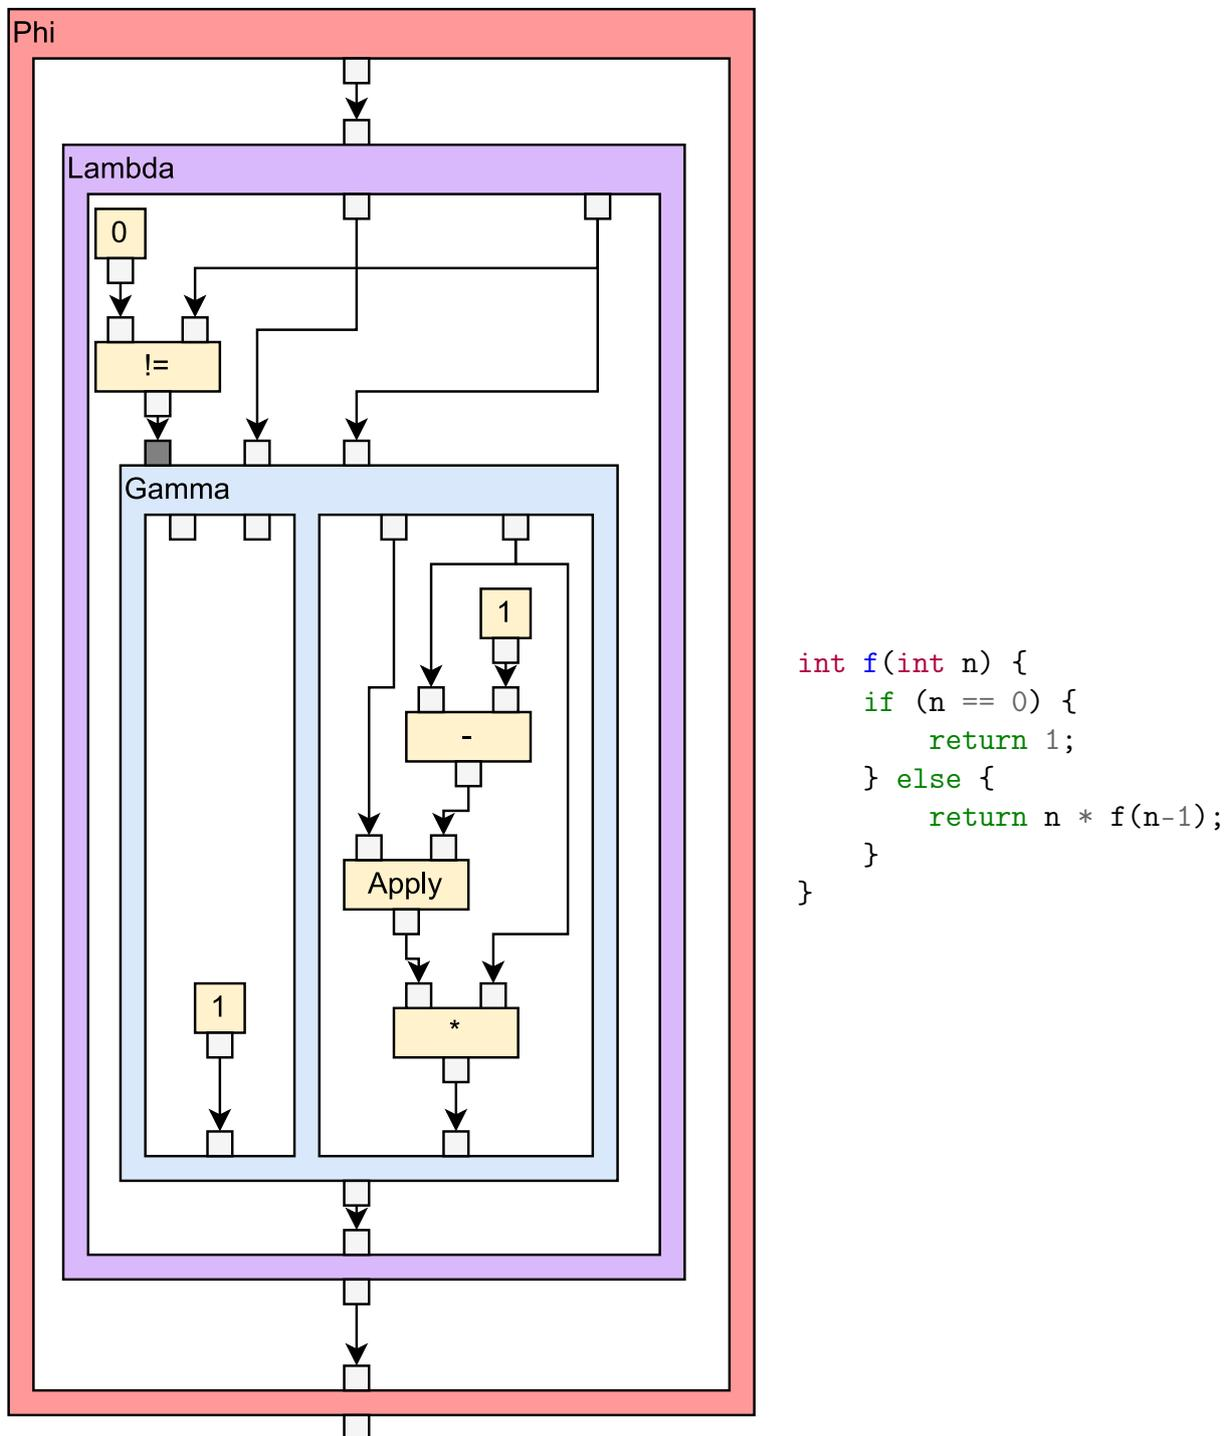 Phi
Lambda
0
!=
Gamma
1
-
Apply
1
*
int f(int n) {
if (n == 0) {
return 1;
} else {
return n * f(n-1);
}
}